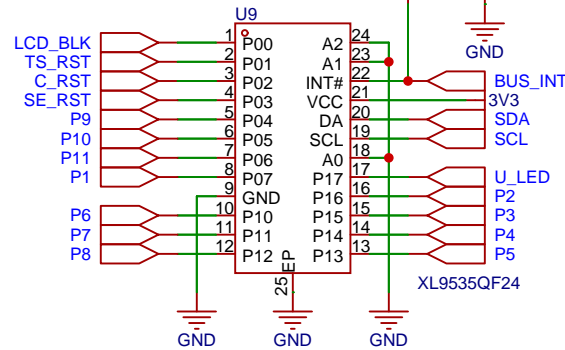 U9
LCD_BLK 1 P00 A2 24
TS_RST 2 P01 A1 23 GND
C_RST 3 P02 INT# 22 BUS_INT
SE_RST 4 P03 VCC 21 3V3
P9 5 P04 DA 20 SDA
P10 6 P05 SCL 19 SCL
P11 7 P06 A0 18
P1 8 P07 P17 17 U_LED
9 GND P16 16 P2
P6 10 P10 P15 15 P3
P7 11 P11 P14 14 P4
P8 12 P12 P13 13 P5
EP
25
XL9535QF24
GND GND GND